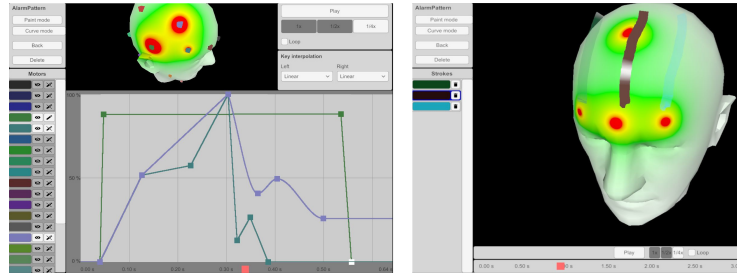 AlarmPattern
Paint mode
Curve mode
Back
Delete
Motors
Play
1x
1/2x
1/4x
Loop
Key interpolation
Left
Right
Linear
Linear
100 %
50 %
0 %
0.00 s
0.10 s
0.20 s
0.30 s
0.50 s
0.64 s
AlarmPattern
Paint mode
Curve mode
Back
Delete
Strokes
Play
1x
1/2x
1/4x
Loop
0.00 s
0.50 s
1.50 s
2.00 s
2.50 s